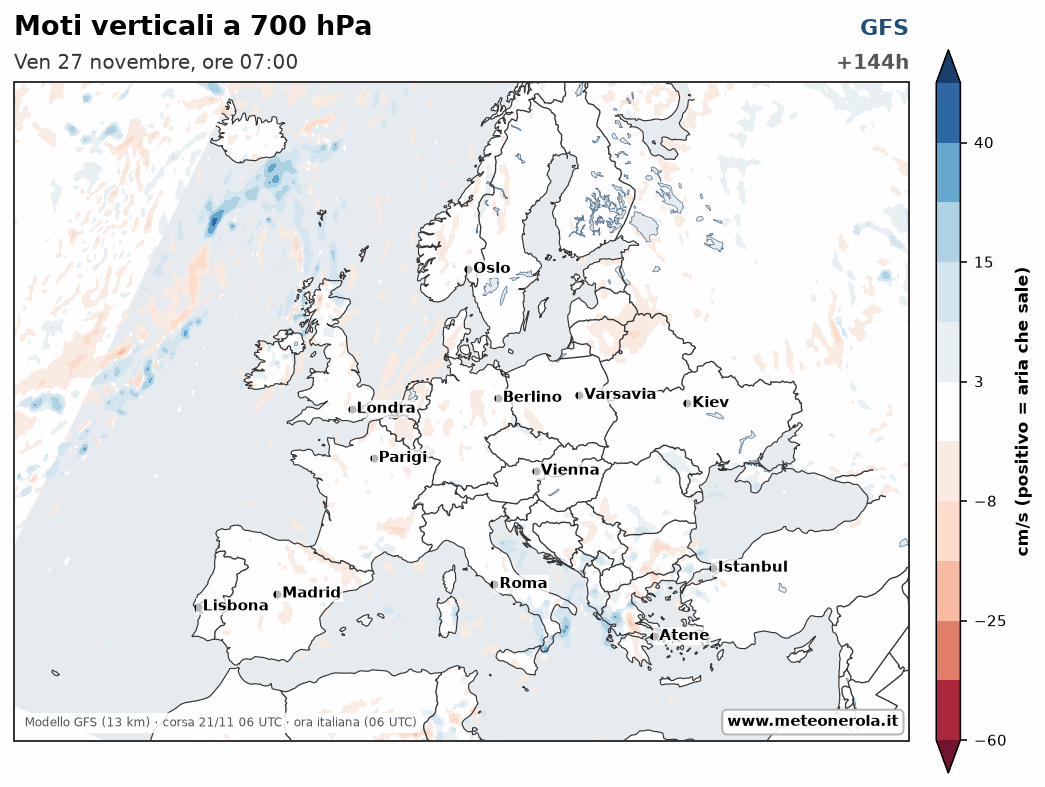 Moti verticali a 700 hPa
GFS
Ven 27 novembre, ore 07:00
+144h
40
15
3
−8
−25
−60
cm/s (positivo = aria che sale)
Oslo
Berlino
Varsavia
Kiev
Londra
Parigi
Vienna
Istanbul
Roma
Madrid
Lisbona
Atene
Modello GFS (13 km) · corsa 21/11 06 UTC · ora italiana (06 UTC)
www.meteonerola.it